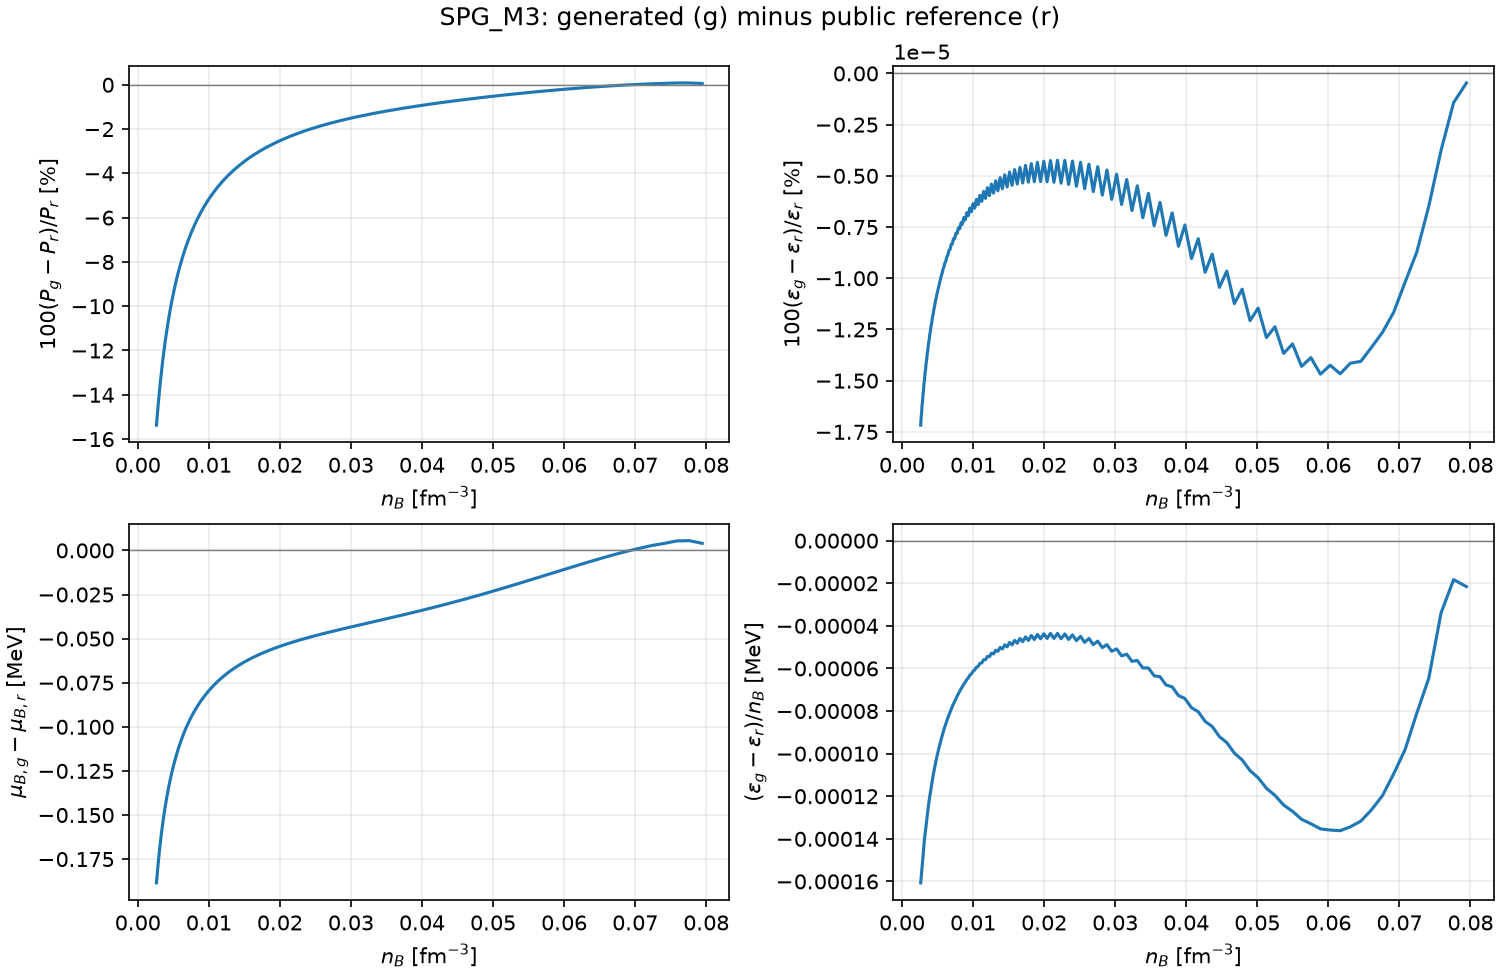 SPG_M3: generated (g) minus public reference (r)
100(P_g − P_r)/P_r [%]
0
−2
−4
−6
−8
−10
−12
−14
−16
0.00 0.01 0.02 0.03 0.04 0.05 0.06 0.07 0.08
n_B [fm⁻³]
1e−5
100(ε_g − ε_r)/ε_r [%]
0.00
−0.25
−0.50
−0.75
−1.00
−1.25
−1.50
−1.75
0.00 0.01 0.02 0.03 0.04 0.05 0.06 0.07 0.08
n_B [fm⁻³]
μ_{B,g} − μ_{B,r} [MeV]
0.000
−0.025
−0.050
−0.075
−0.100
−0.125
−0.150
−0.175
0.00 0.01 0.02 0.03 0.04 0.05 0.06 0.07 0.08
n_B [fm⁻³]
(ε_g − ε_r)/n_B [MeV]
0.00000
−0.00002
−0.00004
−0.00006
−0.00008
−0.00010
−0.00012
−0.00014
−0.00016
0.00 0.01 0.02 0.03 0.04 0.05 0.06 0.07 0.08
n_B [fm⁻³]